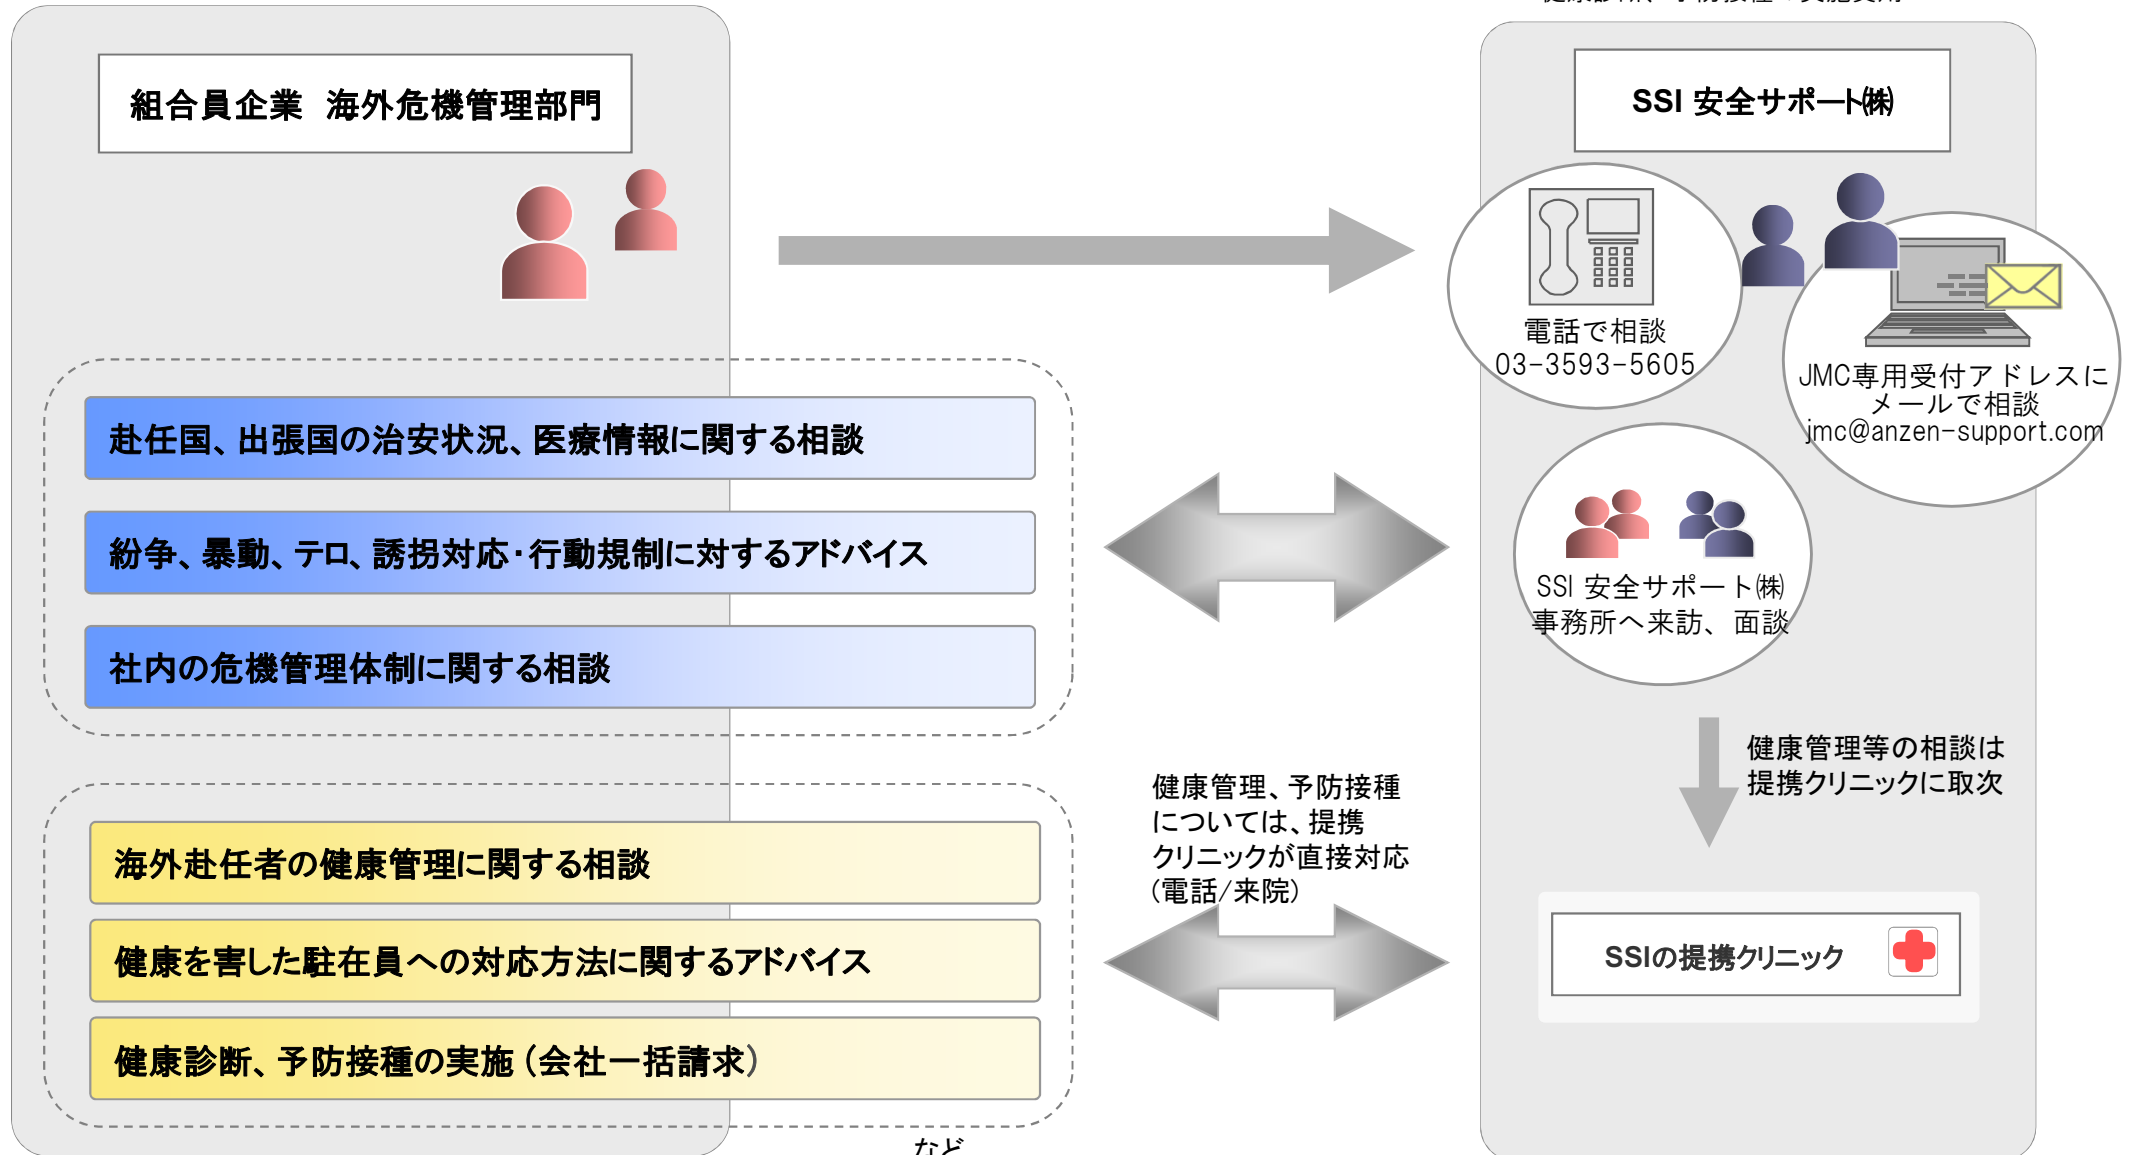 組合員企業　海外危機管理部門
SSI 安全サポート㈱
電話で相談
03-3593-5605
JMC専用受付アドレスに
メールで相談
jmc@anzen-support.com
赴任国、出張国の治安状況、医療情報に関する相談
紛争、暴動、テロ、誘拐対応・行動規制に対するアドバイス
社内の危機管理体制に関する相談
SSI 安全サポート㈱
事務所へ来訪、面談
健康管理等の相談は
提携クリニックに取次
健康管理、予防接種
については、提携
クリニックが直接対応
(電話/来院)
海外赴任者の健康管理に関する相談
健康を害した駐在員への対応方法に関するアドバイス
健康診断、予防接種の実施（会社一括請求）
SSIの提携クリニック
など